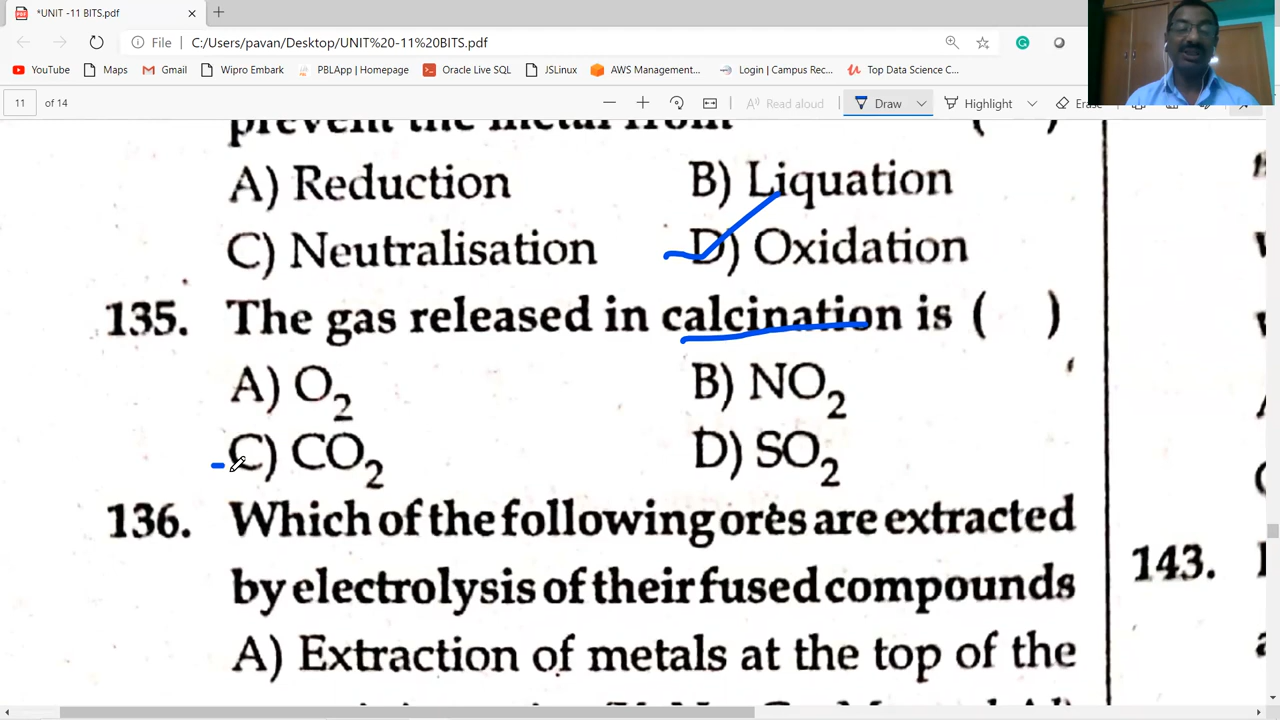 *UNIT -11 BITS.pdf
File C:/Users/pavan/Desktop/UNIT%20-11%20BITS.pdf
YouTube Maps Gmail Wipro Embark PBLApp | Homepage Oracle Live SQL JSLinux AWS Management... Login | Campus Rec... Top Data Science C...
11 of 14 Read aloud Draw Highlight Erase
prevent the metal from ( )
A) Reduction B) Liquation
C) Neutralisation D) Oxidation
135. The gas released in calcination is ( )
A) O2 B) NO2
C) CO2 D) SO2
136. Which of the following ores are extracted
by electrolysis of their fused compounds
143.
A) Extraction of metals at the top of the